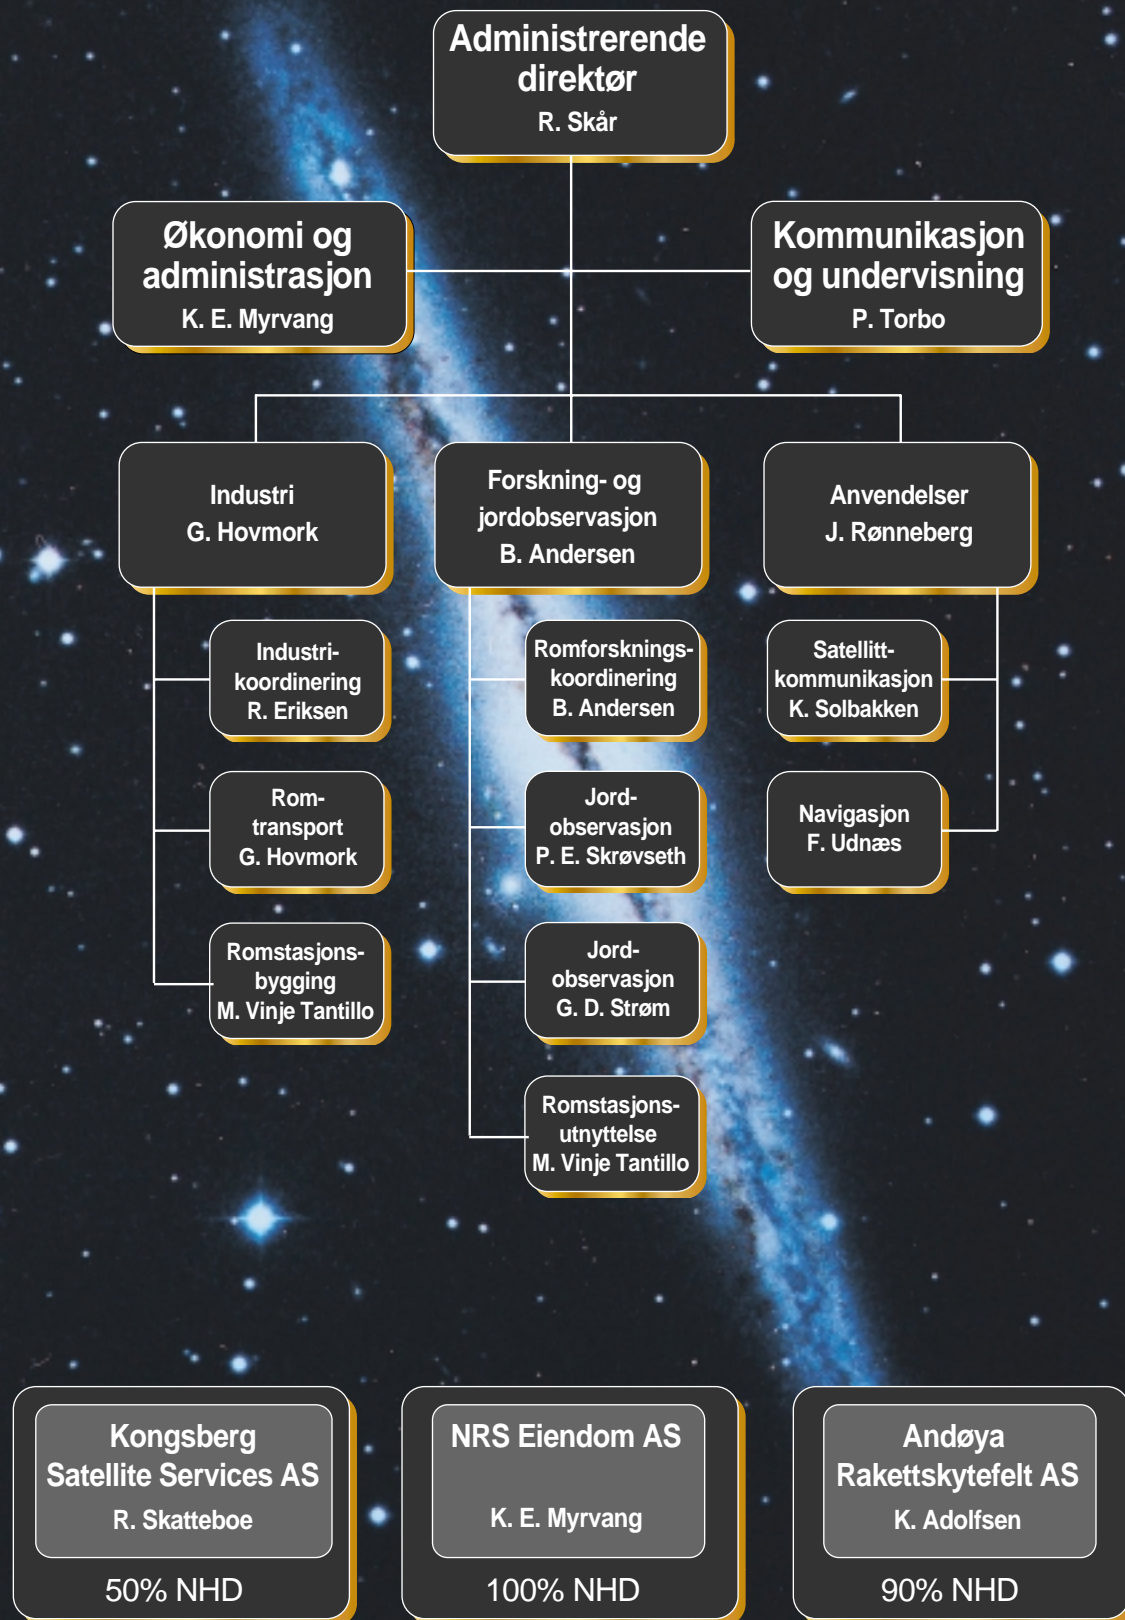 Administrerende
direktør
R. Skår
Økonomi og
administrasjon
K. E. Myrvang
Kommunikasjon
og undervisning
P. Torbo
Industri
G. Hovmork
Forskning- og
jordobservasjon
B. Andersen
Anvendelser
J. Rønneberg
Industri-
koordinering
R. Eriksen
Rom-
transport
G. Hovmork
Romstasjons-
bygging
M. Vinje Tantillo
Romforsknings-
koordinering
B. Andersen
Jord-
observasjon
P. E. Skrøvseth
Jord-
observasjon
G. D. Strøm
Romstasjons-
utnyttelse
M. Vinje Tantillo
Satellitt-
kommunikasjon
K. Solbakken
Navigasjon
F. Udnæs
Kongsberg
Satellite Services AS
R. Skatteboe
50% NHD
NRS Eiendom AS
K. E. Myrvang
100% NHD
Andøya
Rakettskytefelt AS
K. Adolfsen
90% NHD